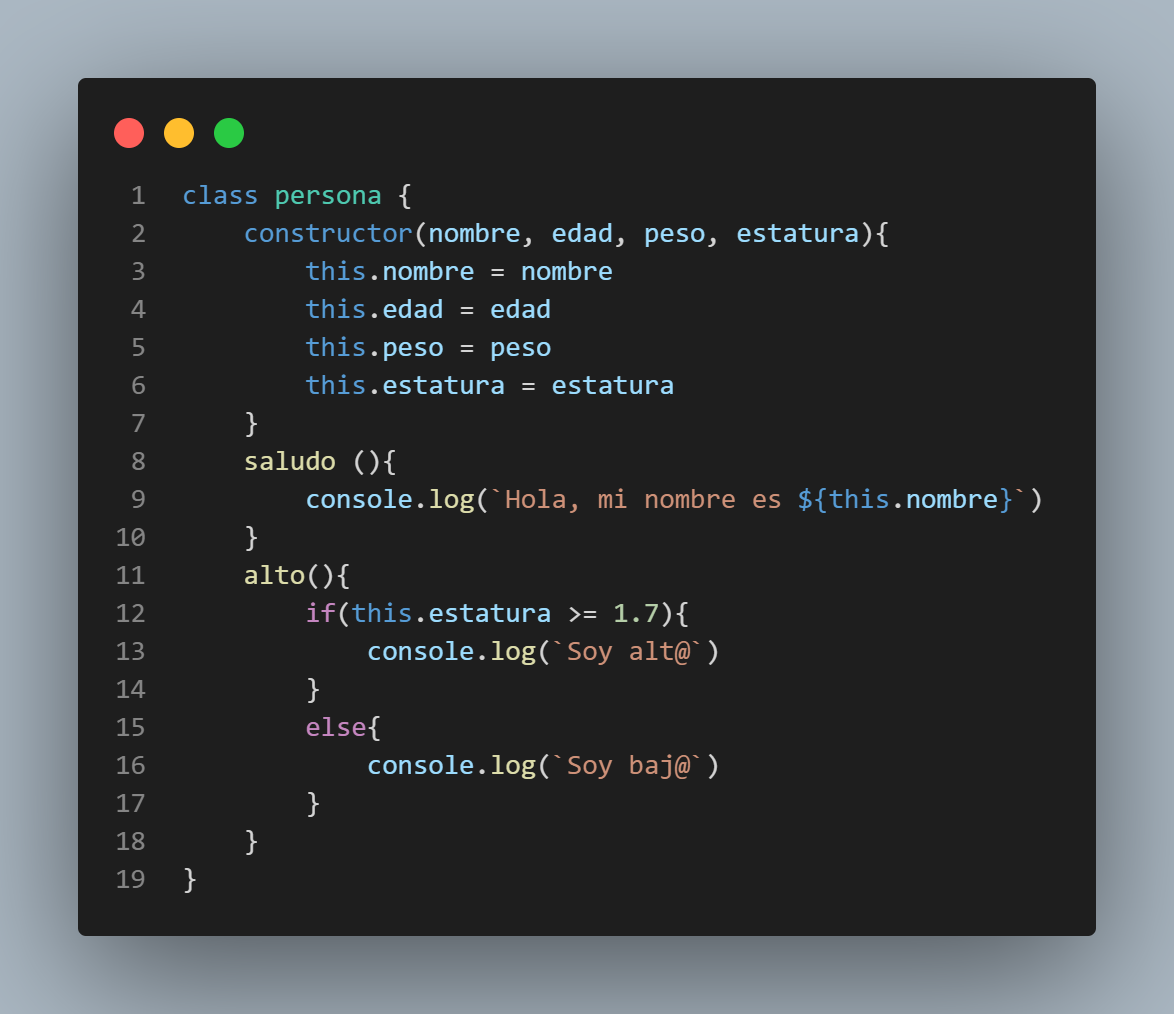 1 class persona {
2     constructor(nombre, edad, peso, estatura){
3         this.nombre = nombre
4         this.edad = edad
5         this.peso = peso
6         this.estatura = estatura
7     }
8     saludo (){
9         console.log(`Hola, mi nombre es ${this.nombre}`)
10     }
11     alto(){
12         if(this.estatura >= 1.7){
13             console.log(`Soy alt@`)
14         }
15         else{
16             console.log(`Soy baj@`)
17         }
18     }
19 }